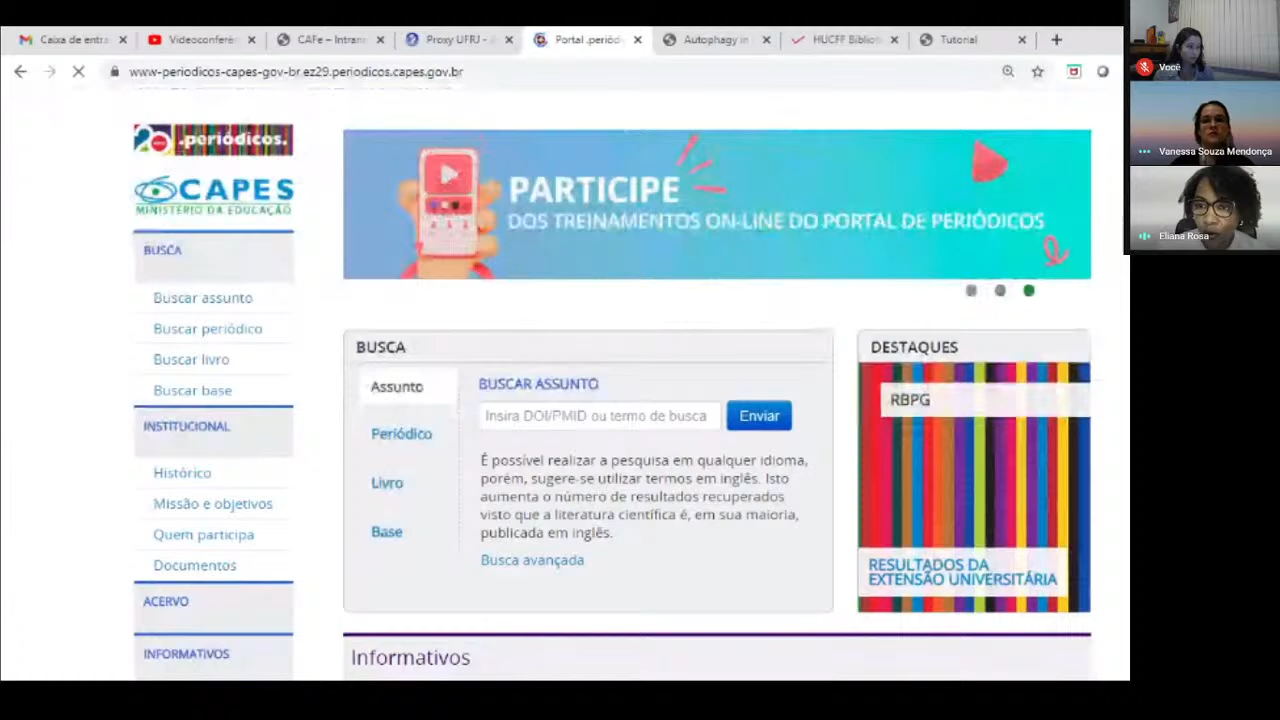 Caixa de entra
Videoconferê
CAFe – Intran
Proxy UFRJ -
Portal .periód
Autophagy in
HUCFF Bibliot
Tutorial
www-periodicos-capes-gov-br.ez29.periodicos.capes.gov.br
Você
Vanessa Souza Mendonça
Eliana Rosa
.periódicos.
CAPES
MINISTÉRIO DA EDUCAÇÃO
BUSCA
Buscar assunto
Buscar periódico
Buscar livro
Buscar base
INSTITUCIONAL
Histórico
Missão e objetivos
Quem participa
Documentos
ACERVO
INFORMATIVOS
PARTICIPE
DOS TREINAMENTOS ON-LINE DO PORTAL DE PERIÓDICOS
BUSCA
Assunto
Periódico
Livro
Base
BUSCAR ASSUNTO
Insira DOI/PMID ou termo de busca
Enviar
É possível realizar a pesquisa em qualquer idioma,
porém, sugere-se utilizar termos em inglês. Isto
aumenta o número de resultados recuperados
visto que a literatura científica é, em sua maioria,
publicada em inglês.
Busca avançada
DESTAQUES
RBPG
RESULTADOS DA
EXTENSÃO UNIVERSITÁRIA
Informativos